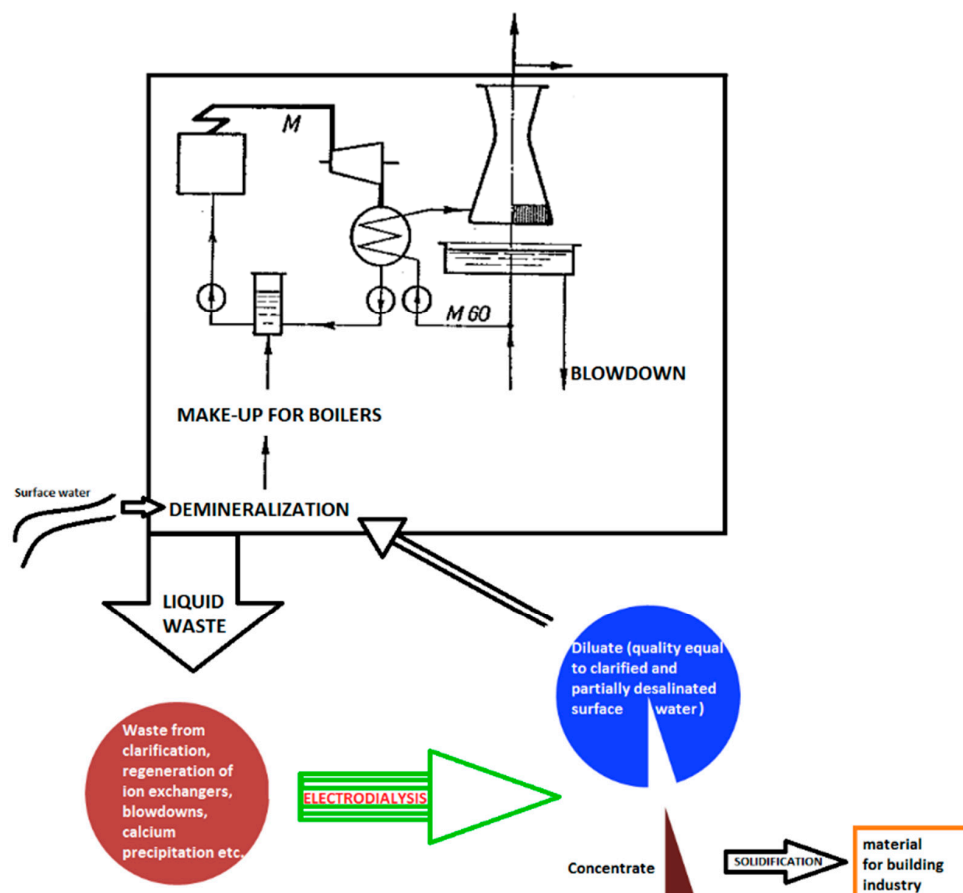 M
M 60
BLOWDOWN
MAKE-UP FOR BOILERS
Surface water
DEMINERALIZATION
LIQUID
WASTE
Diluate (quality equal
to clarified and
partially desalinated
surface water)
Waste from
clarification,
regeneration of
ion exchangers,
blowdowns,
calcium
precipitation etc.
ELECTRODIALYSIS
Concentrate
SOLIDIFICATION
material
for building
industry